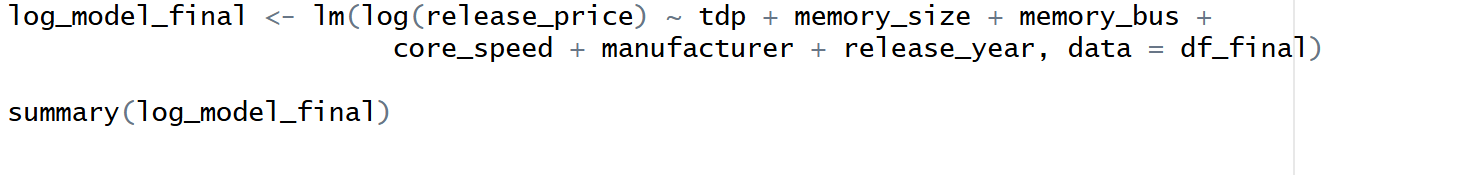 log_model_final <- lm(log(release_price) ~ tdp + memory_size + memory_bus +
core_speed + manufacturer + release_year, data = df_final)
summary(log_model_final)